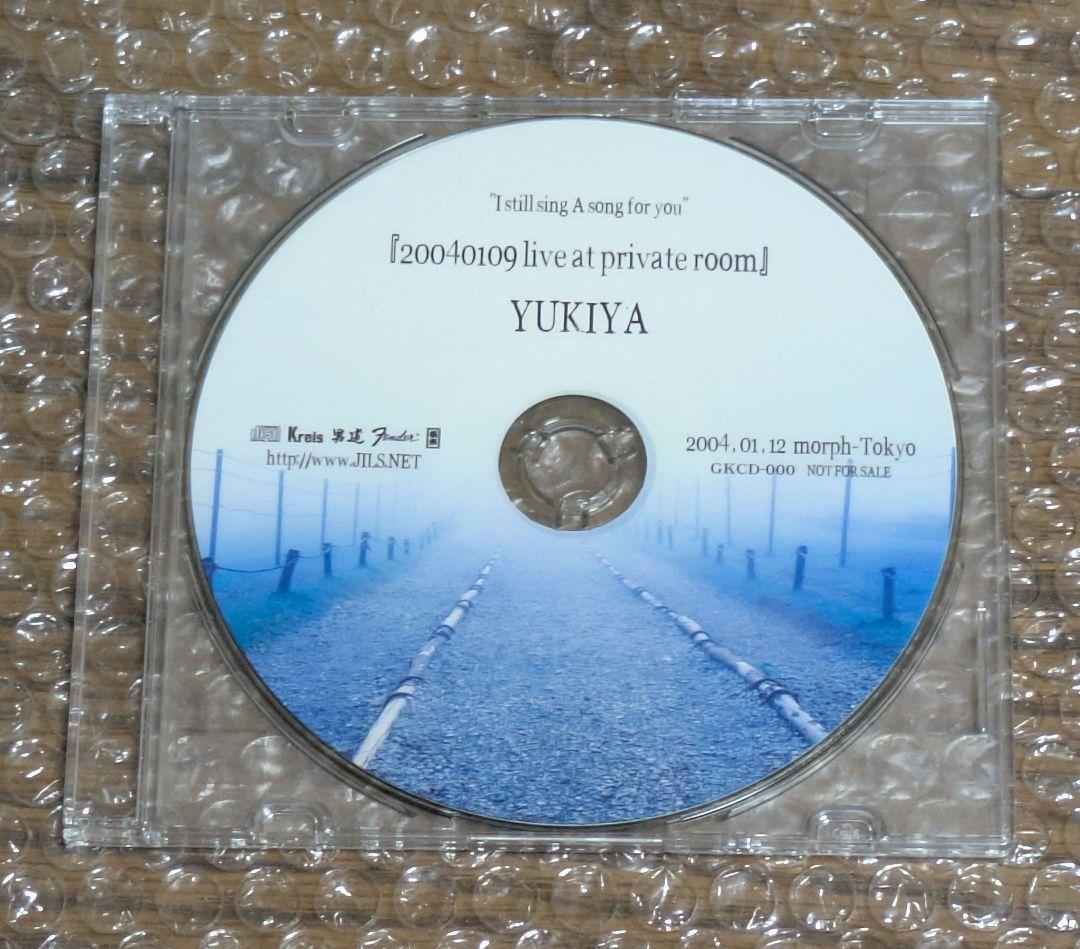 "I still sing A song for you"
『20040109 live at private room』
YUKIYA
Kreis 男道 Fender
http://www.JILS.NET
2004.01.12 morph-Tokyo
GKCD-000 NOT FOR SALE